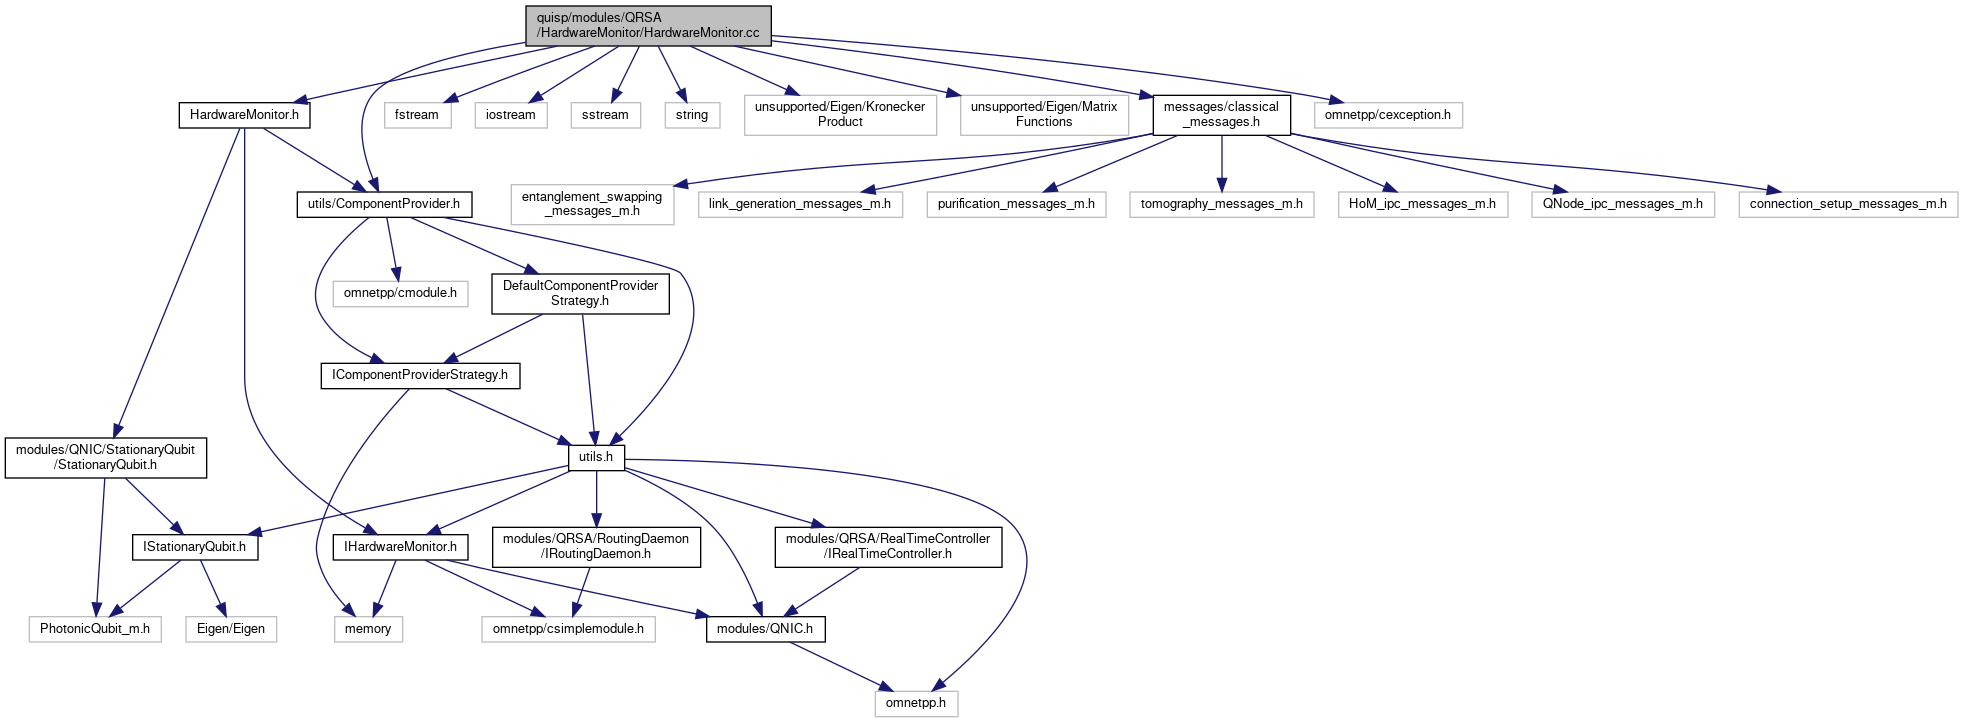 quisp/modules/QRSA
/HardwareMonitor/HardwareMonitor.cc
HardwareMonitor.h
fstream
iostream
sstream
string
unsupported/Eigen/Kronecker
Product
unsupported/Eigen/Matrix
Functions
messages/classical
_messages.h
omnetpp/cexception.h
utils/ComponentProvider.h
entanglement_swapping
_messages_m.h
link_generation_messages_m.h
purification_messages_m.h
tomography_messages_m.h
HoM_ipc_messages_m.h
QNode_ipc_messages_m.h
connection_setup_messages_m.h
omnetpp/cmodule.h
DefaultComponentProvider
Strategy.h
IComponentProviderStrategy.h
modules/QNIC/StationaryQubit
/StationaryQubit.h
utils.h
IStationaryQubit.h
IHardwareMonitor.h
modules/QRSA/RoutingDaemon
/IRoutingDaemon.h
modules/QRSA/RealTimeController
/IRealTimeController.h
PhotonicQubit_m.h
Eigen/Eigen
memory
omnetpp/csimplemodule.h
modules/QNIC.h
omnetpp.h